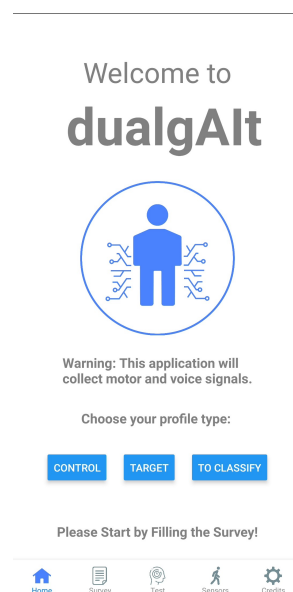 Welcome to
dualgAIt
Warning: This application will
collect motor and voice signals.
Choose your profile type:
CONTROL TARGET TO CLASSIFY
Please Start by Filling the Survey!
Home Survey Test Sensors Credits